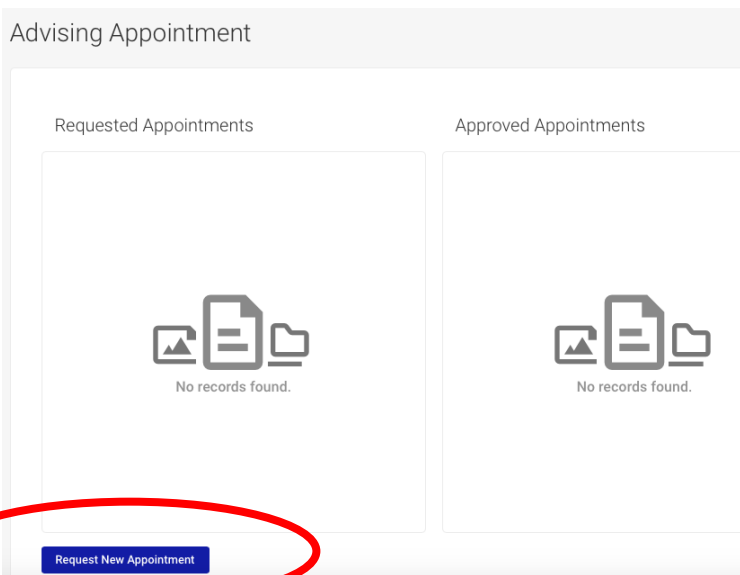 Advising Appointment
Requested Appointments
Approved Appointments
No records found.
No records found.
Request New Appointment